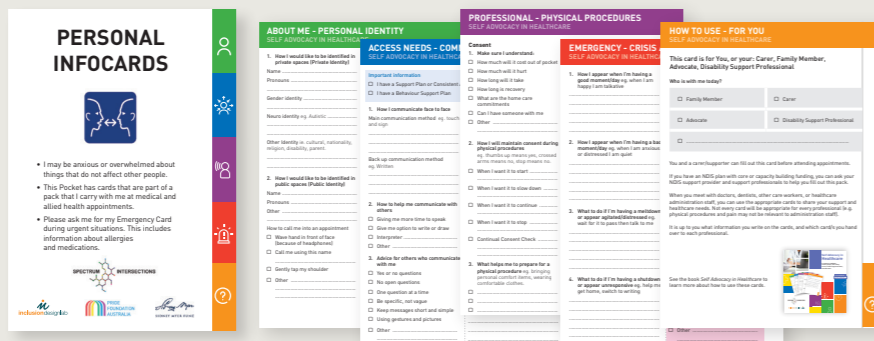 PERSONAL
INFOCARDS
• I may be anxious or overwhelmed about
things that do not affect other people.
• This Pocket has cards that are part of a
pack that I carry with me at medical and
allied health appointments.
• Please ask me for my Emergency Card
during urgent situations. This includes
information about allergies
and medications.
SPECTRUM INTERSECTIONS
inclusiondesignlab
PRIDE
FOUNDATION
AUSTRALIA
ABOUT ME - PERSONAL IDENTITY
SELF ADVOCACY IN HEALTHCARE
1. How I would like to be identified in
private spaces (Private Identity)
Name
Pronouns
Gender identity
Neuro identity eg. Autistic
Other Identity ie. cultural, nationality,
religion, disability, parent.
2. How I would like to be identified in
public spaces (Public Identity)
Name
Pronouns
Other
How to call me into an appointment
Wave hand in front of face
(because of headphones)
Call me using this name
Gently tap my shoulder
Other
ACCESS NEEDS - COM
SELF ADVOCACY IN HEALTHC
Important information
I have a Support Plan or Consistent
I have a Behaviour Support Plan
1. How I communicate face to face
Main communication method eg. touch
and sign
Back up communication method
eg. Written
2. How to help me communicate with
others
Giving me more time to speak
Give me option to write or draw
Interpreter
Other
3. Advice for others who communicate
with me
Yes or no questions
No open questions
One question at a time
Be specific, not vague
Keep messages short and simple
Using gestures and pictures
Other
PROFESSIONAL - PHYSICAL PROCEDURES
SELF ADVOCACY IN HEALTHCARE
Consent
1. Make sure I understand:
How much will it cost out of pocket
How much will it hurt
How long will it take
How long is recovery
What are the home care
commitments
Can I have someone with me
Other
2. How I will maintain consent during
physical procedures
eg. thumbs up means yes, crossed
arms means no, stop means no.
When I want it to start
When I want it to slow down
When I want it to continue
When I want it to stop
Continual Consent Check
3. What helps me to prepare for a
physical procedure eg. bringing
personal comfort items, wearing
comfortable clothes.
EMERGENCY - CRISIS
SELF ADVOCACY IN HEALTHC
1. How I appear when I'm having a
good moment/day eg. when I am
happy I am talkative
2. How I appear when I'm having a bad
moment/day eg. when I am anxious
or distressed I am quiet
3. What to do if I'm having a meltdown
or appear agitated/distressed eg.
wait for it to pass then talk to me
4. What to do if I'm having a shutdown
or appear unresponsive eg. help me
get home, switch to writing
HOW TO USE - FOR YOU
SELF ADVOCACY IN HEALTHCARE
This card is for You, or your: Carer, Family Member,
Advocate, Disability Support Professional
Who is with me today?
Family Member
Carer
Advocate
Disability Support Professional
You and a carer/supporter can fill out this card before attending appointments.
If you have an NDIS plan with core or capacity building funding, you can ask your
NDIS support provider and support professionals to help you fill out this pack.
When you meet with doctors, dentists, other care workers, or healthcare
administration staff, you can use the appropriate cards to share your support and
healthcare needs. Not every card will be appropriate for every professional (e.g.
physical procedures and pain may not be relevant to administration staff).
It is up to you what information you write on the cards, and which card's you hand
over to each professional.
See the book Self Advocacy in Healthcare to
learn more about how to use these cards.
Other